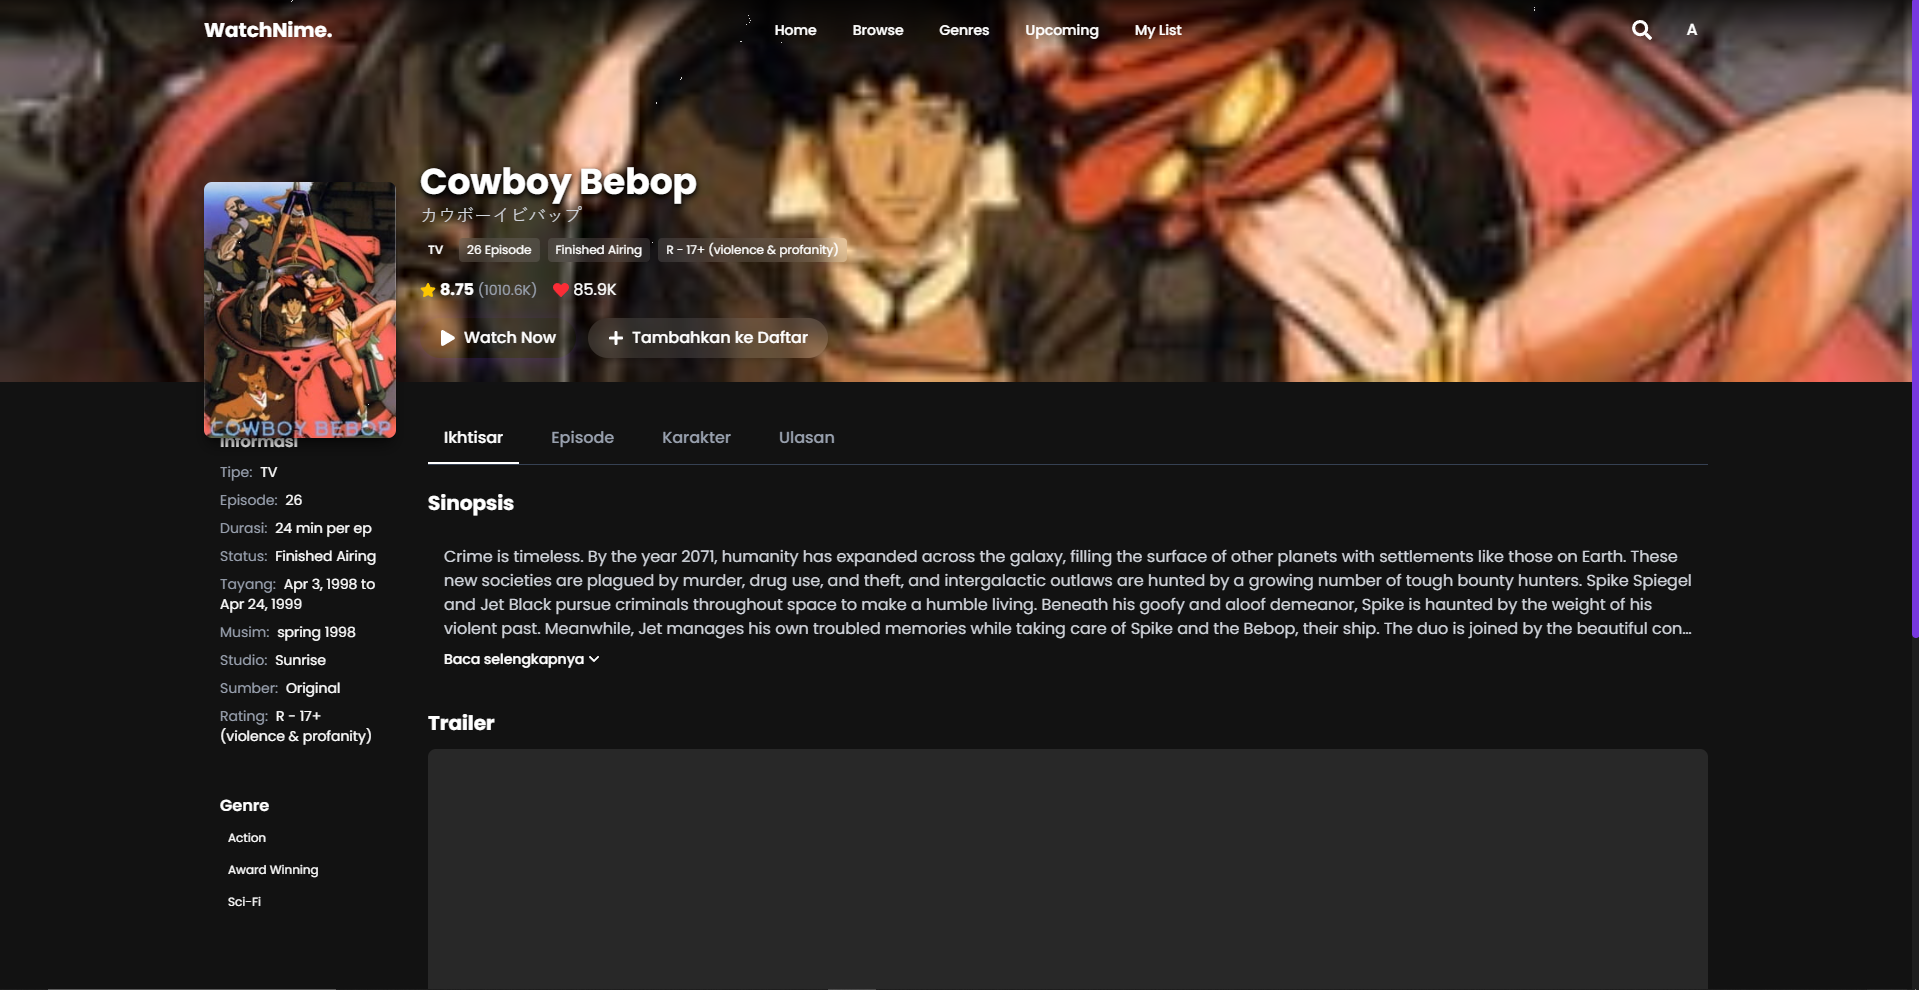 WatchNime.
Home Browse Genres Upcoming My List A
Cowboy Bebop
カウボーイビバップ
TV 26 Episode Finished Airing R - 17+ (violence & profanity)
8.75 (1010.6K) 85.9K
Watch Now Tambahkan ke Daftar
COWBOY BEBOP
Informasi
Tipe: TV
Episode: 26
Durasi: 24 min per ep
Status: Finished Airing
Tayang: Apr 3, 1998 to
Apr 24, 1999
Musim: spring 1998
Studio: Sunrise
Sumber: Original
Rating: R - 17+
(violence & profanity)
Genre
Action
Award Winning
Sci-Fi
Ikhtisar Episode Karakter Ulasan
Sinopsis
Crime is timeless. By the year 2071, humanity has expanded across the galaxy, filling the surface of other planets with settlements like those on Earth. These
new societies are plagued by murder, drug use, and theft, and intergalactic outlaws are hunted by a growing number of tough bounty hunters. Spike Spiegel
and Jet Black pursue criminals throughout space to make a humble living. Beneath his goofy and aloof demeanor, Spike is haunted by the weight of his
violent past. Meanwhile, Jet manages his own troubled memories while taking care of Spike and the Bebop, their ship. The duo is joined by the beautiful con...
Baca selengkapnya
Trailer